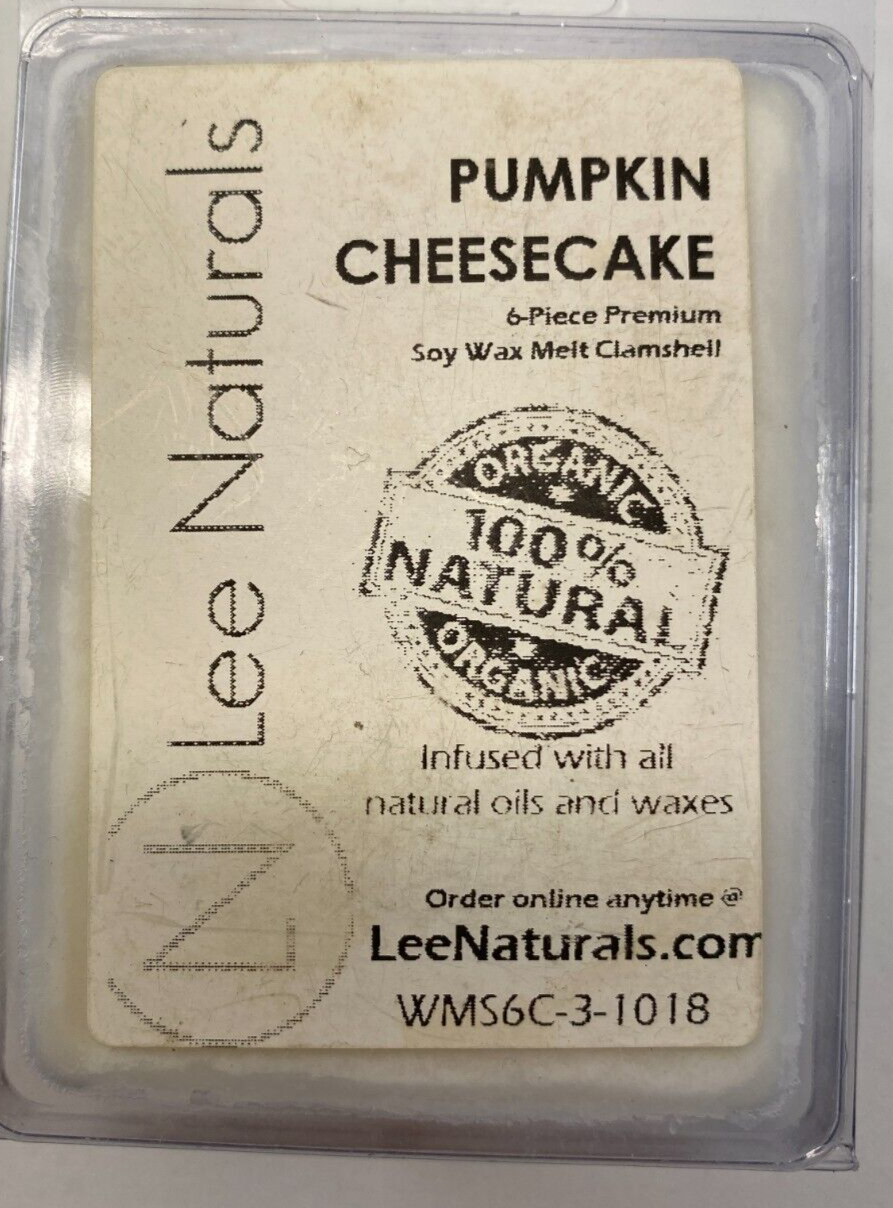 Lee Naturals
LN
PUMPKIN
CHEESECAKE
6-Piece Premium
Soy Wax Melt Clamshell
ORGANIC
100%
NATURAL
ORGANIC
Infused with all
natural oils and waxes
Order online anytime @
LeeNaturals.com
WMS6C-3-1018